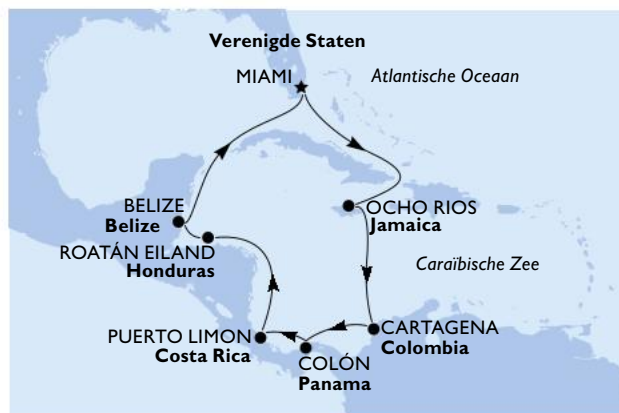 Verenigde Staten
MIAMI
Atlantische Oceaan
BELIZE
Belize
OCHO RIOS
Jamaica
ROATÁN EILAND
Honduras
Caraïbische Zee
PUERTO LIMON
Costa Rica
CARTAGENA
Colombia
COLÓN
Panama